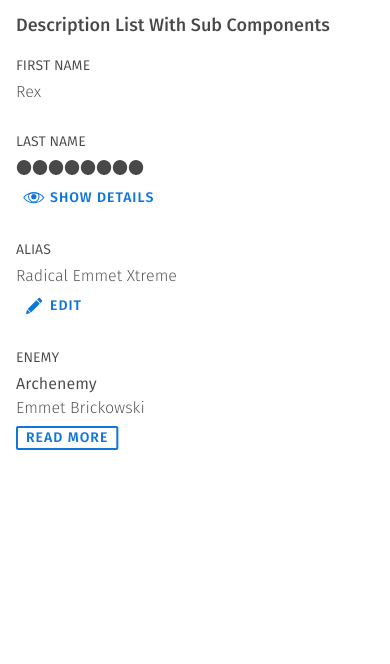 Description List With Sub Components
FIRST NAME
Rex
LAST NAME
●●●●●●●●
SHOW DETAILS
ALIAS
Radical Emmet Xtreme
EDIT
ENEMY
Archenemy
Emmet Brickowski
READ MORE